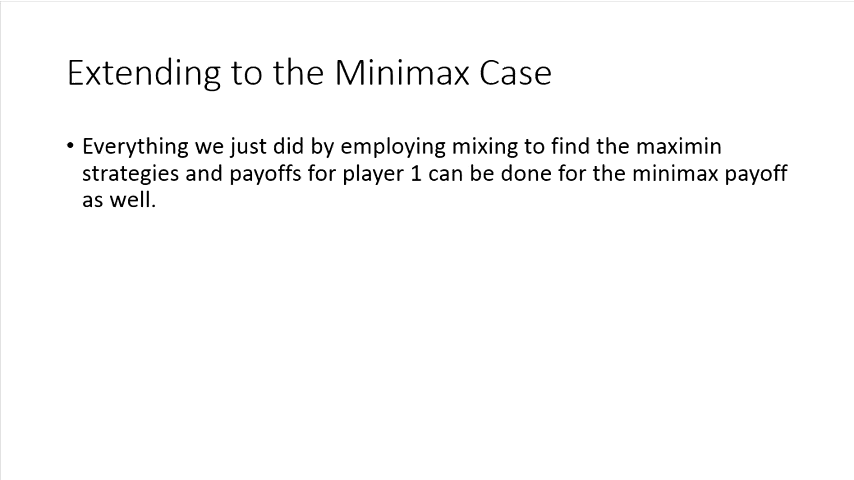 Extending to the Minimax Case
• Everything we just did by employing mixing to find the maximin
strategies and payoffs for player 1 can be done for the minimax payoff
as well.